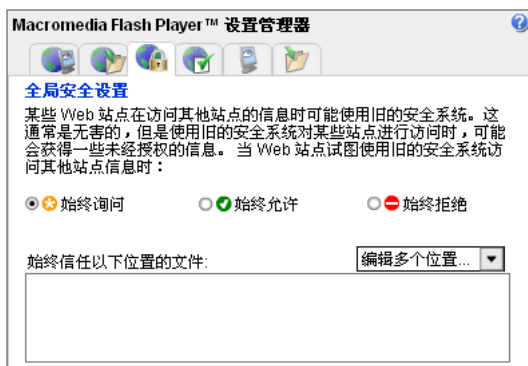 Macromedia Flash Player™ 设置管理器
全局安全设置
某些 Web 站点在访问其他站点的信息时可能使用旧的安全系统。这
通常是无害的，但是使用旧的安全系统对某些站点进行访问时，可能
会获得一些未经授权的信息。 当 Web 站点试图使用旧的安全系统访
问其他站点信息时：
始终询问 始终允许 始终拒绝
始终信任以下位置的文件: 编辑多个位置...